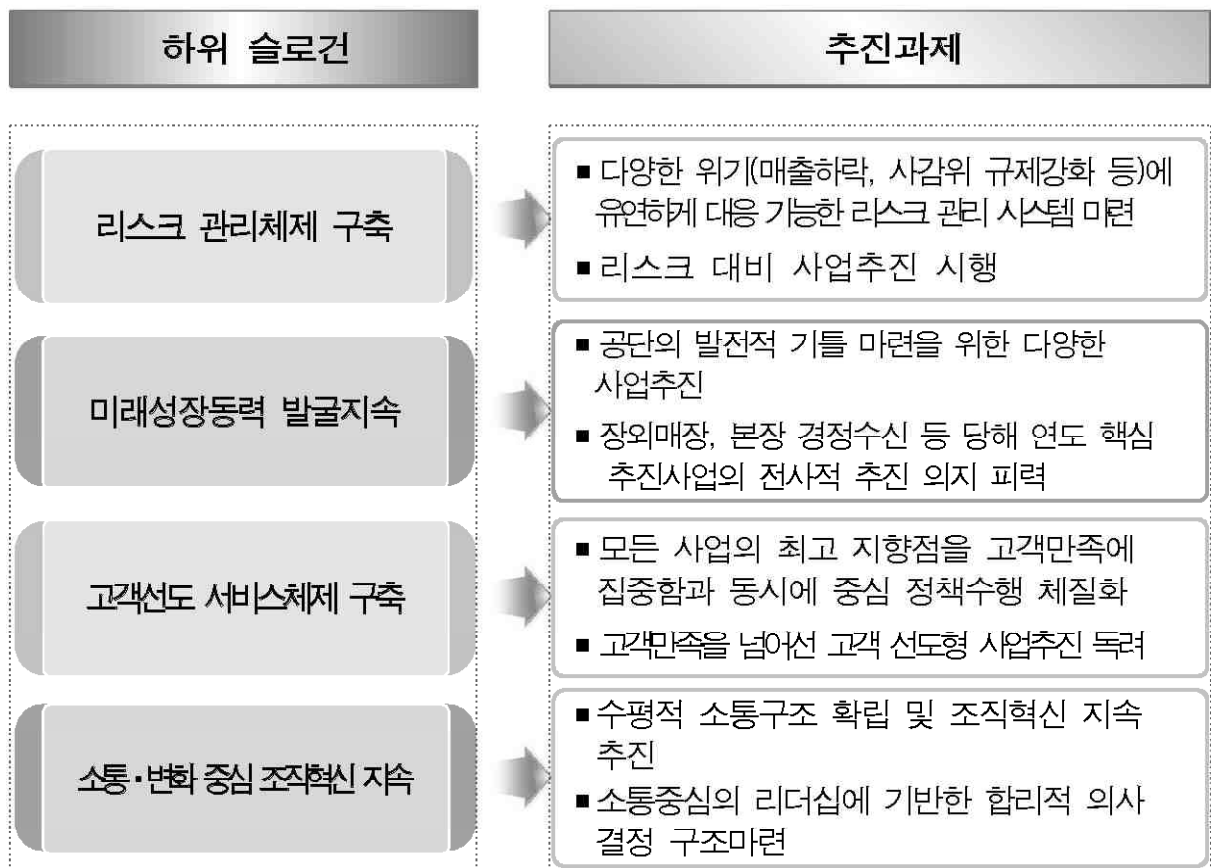 하위 슬로건
추진과제
리스크 관리체제 구축
■ 다양한 위기(매출하락, 사감위 규제강화 등)에
유연하게 대응 가능한 리스크 관리 시스템 마련
■ 리스크 대비 사업추진 시행
미래성장동력 발굴지속
■ 공단의 발전적 기틀 마련을 위한 다양한
사업추진
■ 장외매장, 본장 경정수신 등 당해 연도 핵심
추진사업의 전사적 추진 의지 피력
고객선도 서비스체제 구축
■ 모든 사업의 최고 지향점을 고객만족에
집중함과 동시에 중심 정책수행 체질화
■ 고객만족을 넘어선 고객 선도형 사업추진 독려
소통·변화 중심 조직혁신 지속
■ 수평적 소통구조 확립 및 조직혁신 지속
추진
■ 소통중심의 리더십에 기반한 합리적 의사
결정 구조마련